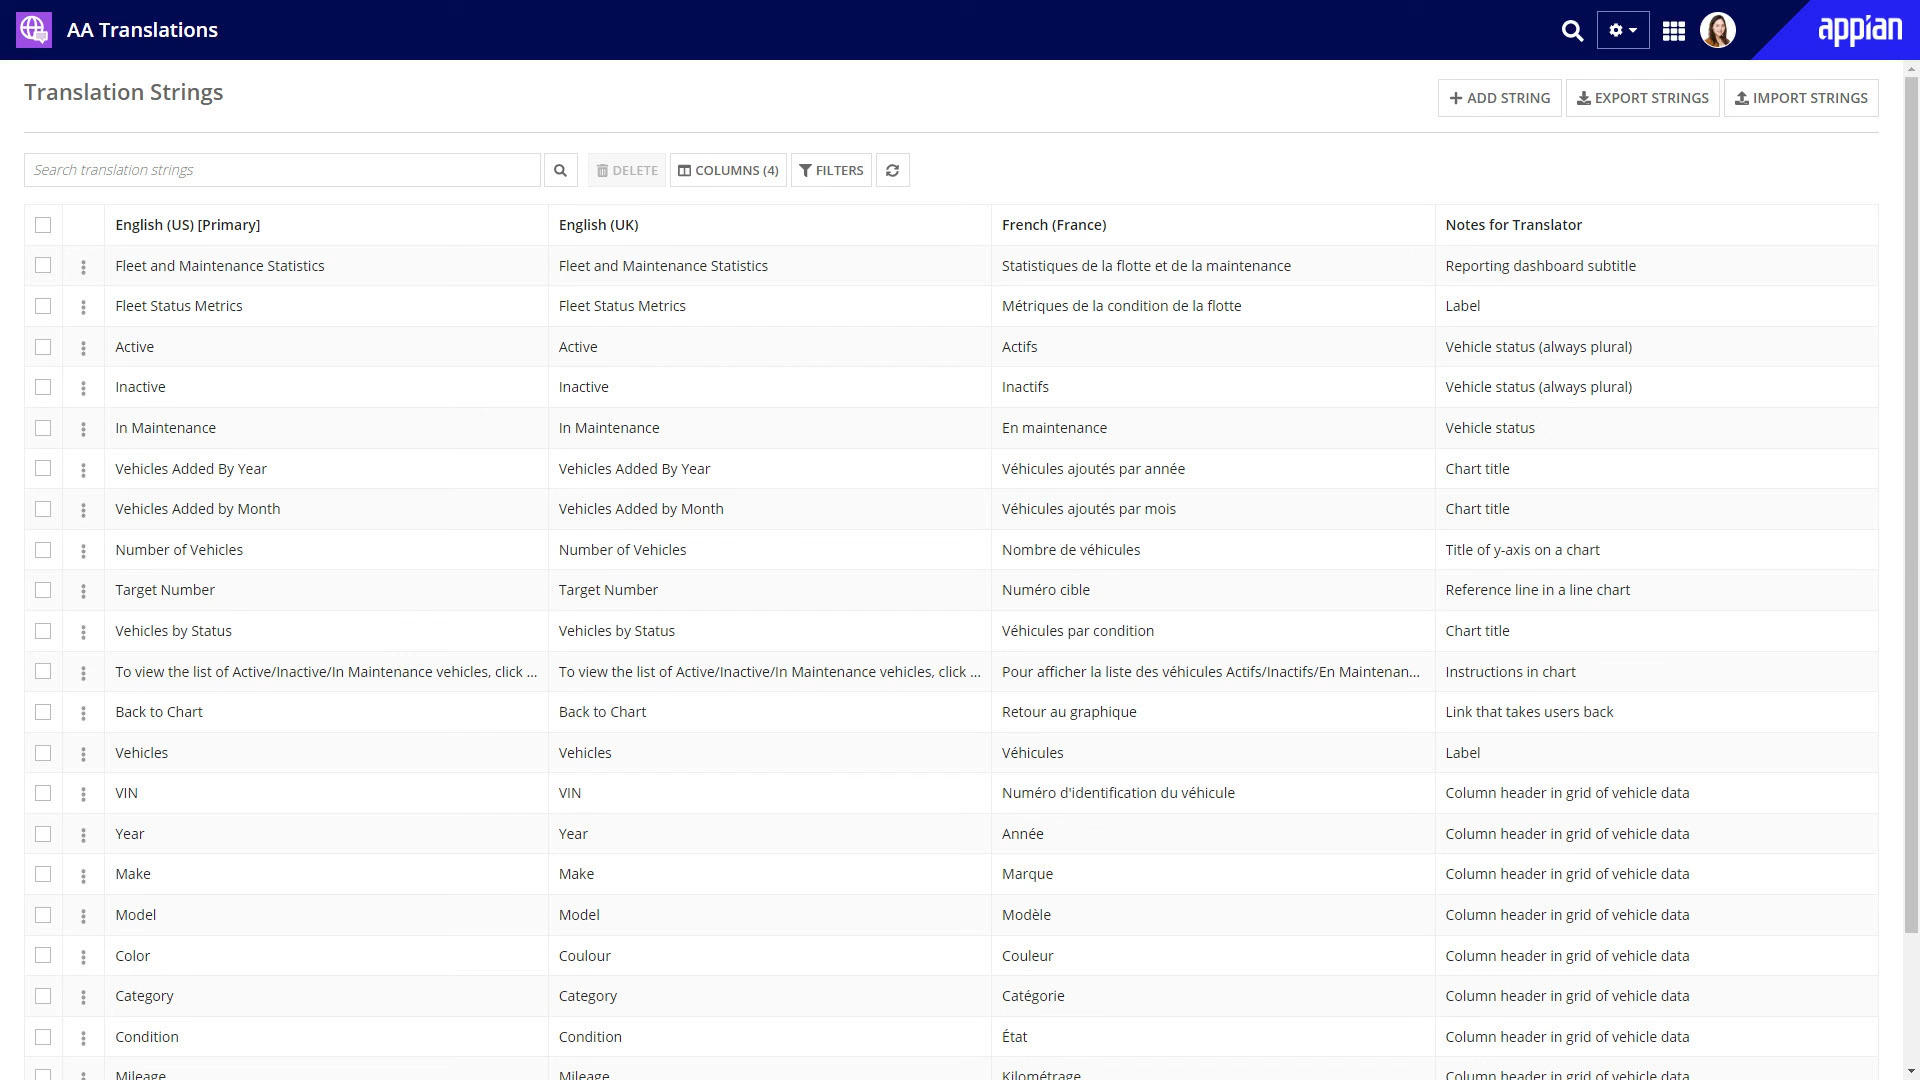 AA Translations
appian
Translation Strings
ADD STRING
EXPORT STRINGS
IMPORT STRINGS
Search translation strings
DELETE
COLUMNS (4)
FILTERS
English (US) [Primary] English (UK) French (France) Notes for Translator
Fleet and Maintenance Statistics Fleet and Maintenance Statistics Statistiques de la flotte et de la maintenance Reporting dashboard subtitle
Fleet Status Metrics Fleet Status Metrics Métriques de la condition de la flotte Label
Active Active Actifs Vehicle status (always plural)
Inactive Inactive Inactifs Vehicle status (always plural)
In Maintenance In Maintenance En maintenance Vehicle status
Vehicles Added By Year Vehicles Added By Year Véhicules ajoutés par année Chart title
Vehicles Added by Month Vehicles Added by Month Véhicules ajoutés par mois Chart title
Number of Vehicles Number of Vehicles Nombre de véhicules Title of y-axis on a chart
Target Number Target Number Numéro cible Reference line in a line chart
Vehicles by Status Vehicles by Status Véhicules par condition Chart title
To view the list of Active/Inactive/In Maintenance vehicles, click ... To view the list of Active/Inactive/In Maintenance vehicles, click ... Pour afficher la liste des véhicules Actifs/Inactifs/En Maintenan... Instructions in chart
Back to Chart Back to Chart Retour au graphique Link that takes users back
Vehicles Vehicles Véhicules Label
VIN VIN Numéro d'identification du véhicule Column header in grid of vehicle data
Year Year Année Column header in grid of vehicle data
Make Make Marque Column header in grid of vehicle data
Model Model Modèle Column header in grid of vehicle data
Color Coulour Couleur Column header in grid of vehicle data
Category Category Catégorie Column header in grid of vehicle data
Condition Condition État Column header in grid of vehicle data
Mileage Mileage Kilométrage Column header in grid of vehicle data